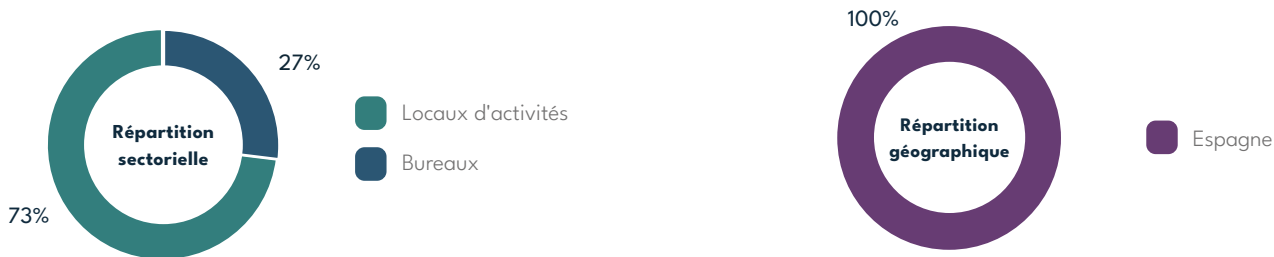 27%
73%
Répartition
sectorielle
Locaux d'activités
Bureaux
100%
Répartition
géographique
Espagne